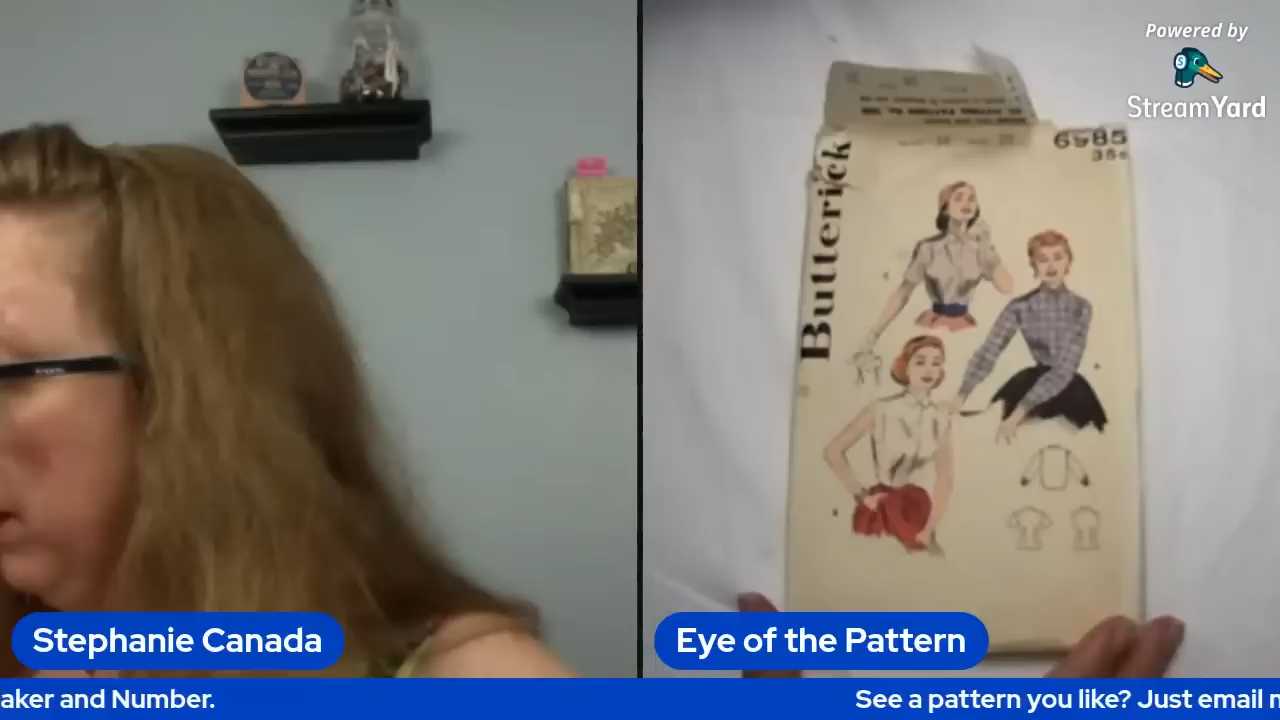 Powered by
StreamYard
Butterick
6985
35¢
Stephanie Canada
Eye of the Pattern
aker and Number.
See a pattern you like? Just email